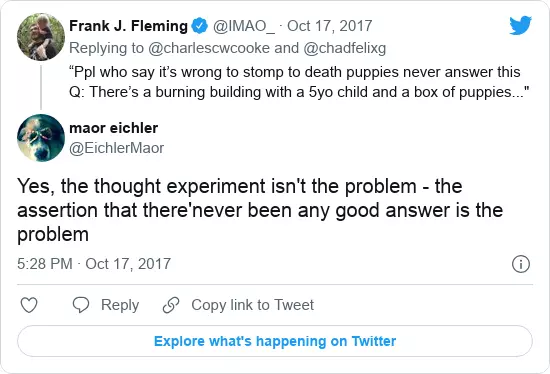 Frank J. Fleming @IMAO_ · Oct 17, 2017
Replying to @charlescwcooke and @chadfelixg
“Ppl who say it’s wrong to stomp to death puppies never answer this
Q: There’s a burning building with a 5yo child and a box of puppies..."
maor eichler
@EichlerMaor
Yes, the thought experiment isn't the problem - the
assertion that there'never been any good answer is the
problem
5:28 PM · Oct 17, 2017
Reply
Copy link to Tweet
Explore what's happening on Twitter